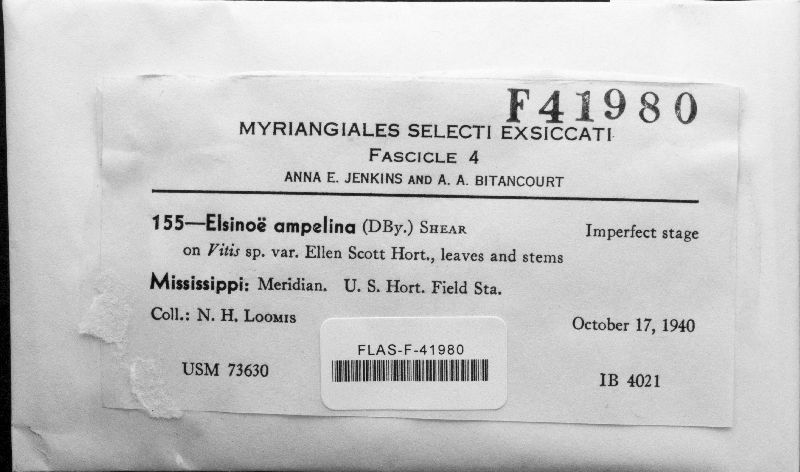 F41980
MYRIANGIALES SELECTI EXSICCATI
FASCICLE 4
ANNA E. JENKINS AND A. A. BITANCOURT
155—Elsinoë ampelina (DBy.) SHEAR
Imperfect stage
on Vitis sp. var. Ellen Scott Hort., leaves and stems
Mississippi: Meridian. U. S. Hort. Field Sta.
Coll.: N. H. LOOMIS
October 17, 1940
FLAS-F-41980
USM 73630
IB 4021